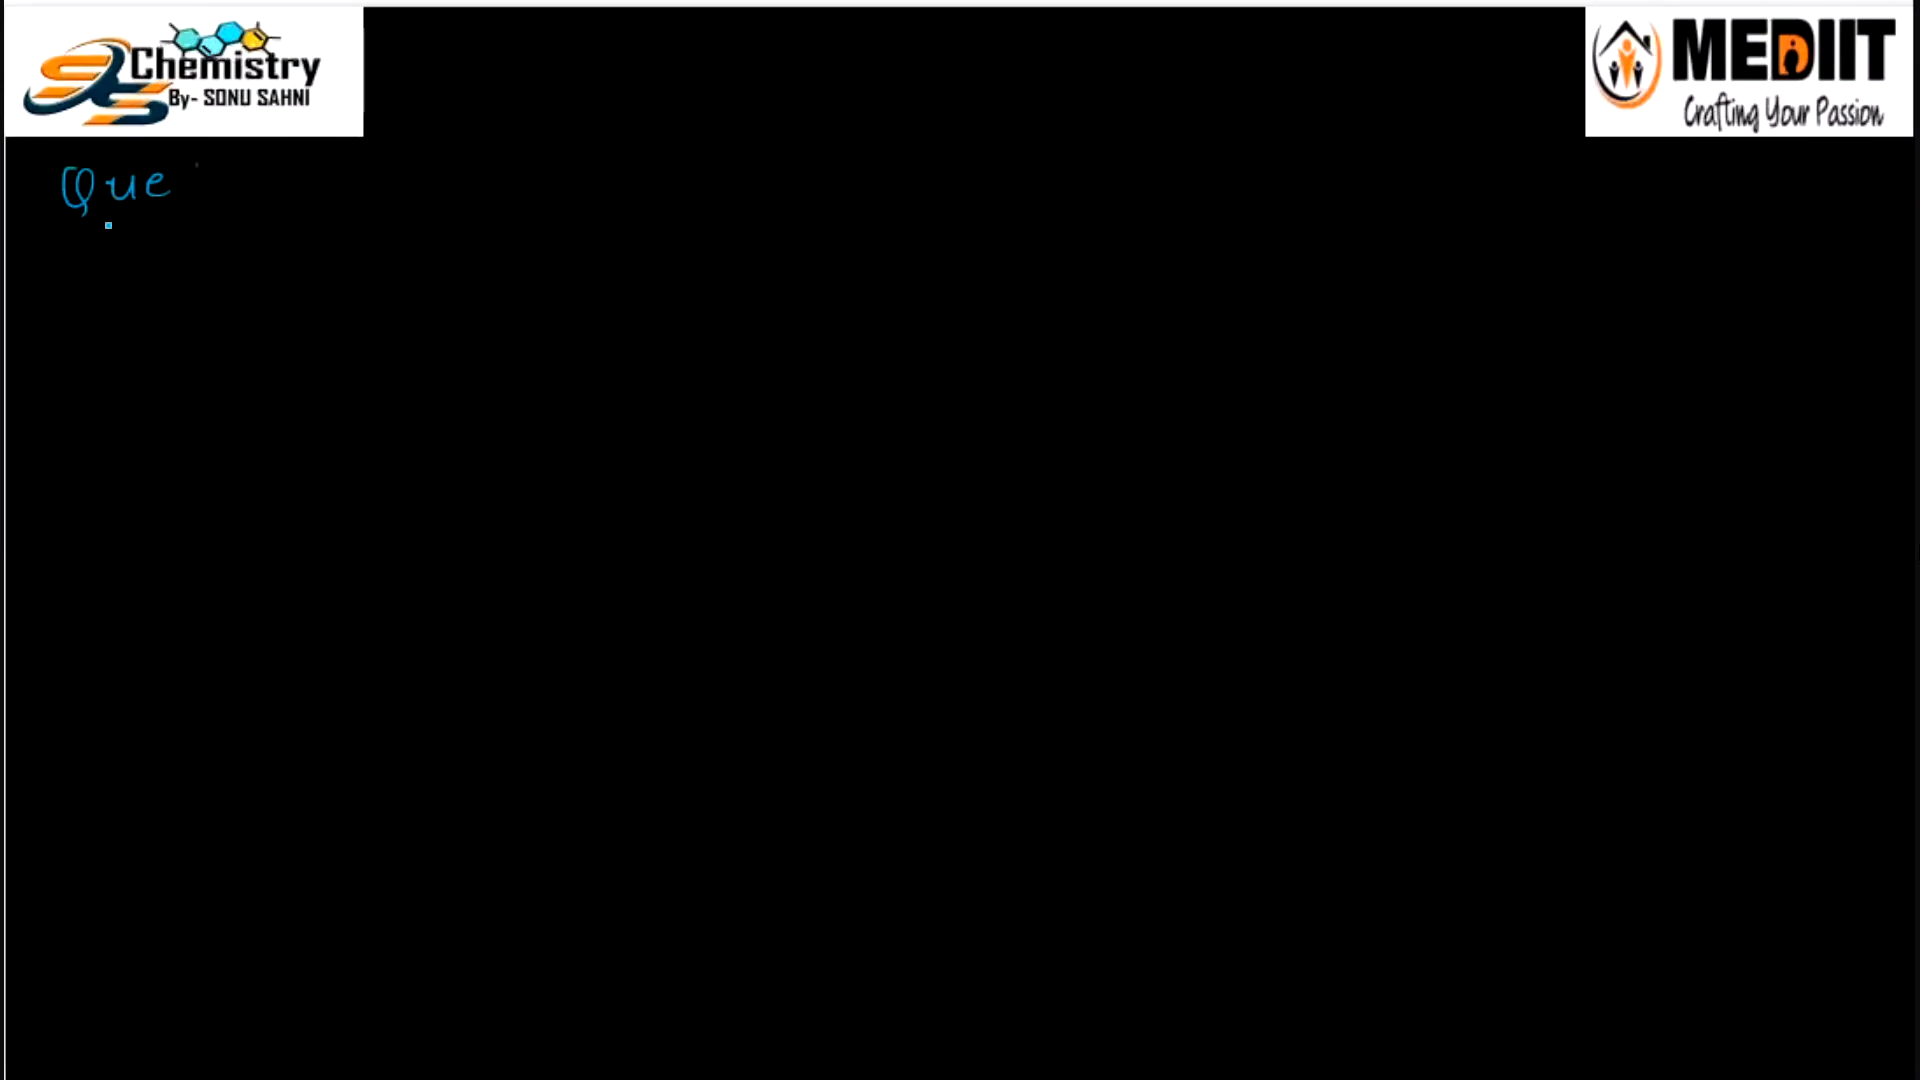 Chemistry
By- SONU SAHNI
MEDIIT
Crafting Your Passion
Que